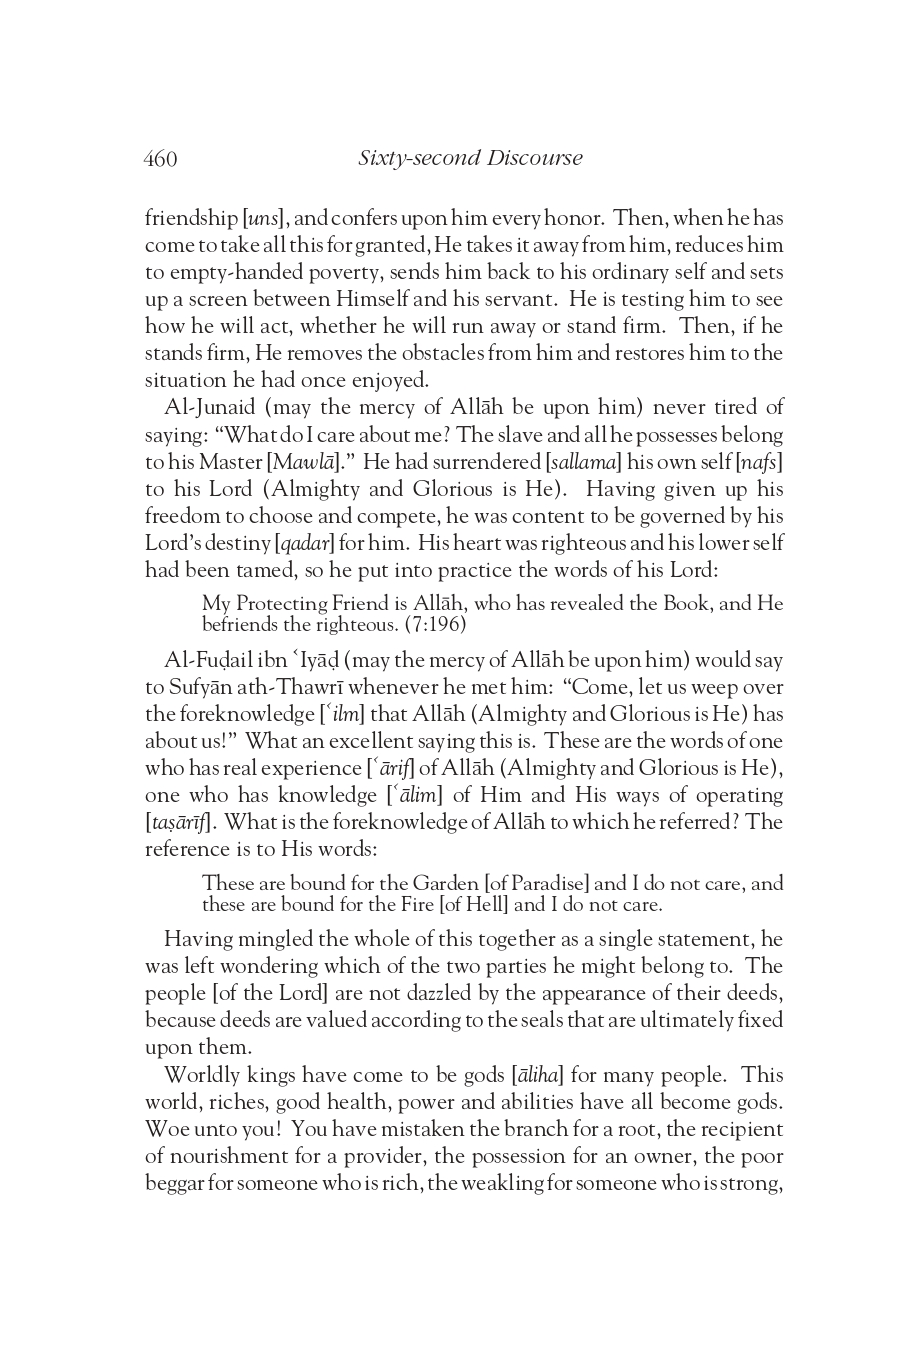 460
Sixty-second Discourse
friendship [uns], and confers upon him every honor. Then, when he has
come to take all this for granted, He takes it away from him, reduces him
to empty-handed poverty, sends him back to his ordinary self and sets
up a screen between Himself and his servant. He is testing him to see
how he will act, whether he will run away or stand firm. Then, if he
stands firm, He removes the obstacles from him and restores him to the
situation he had once enjoyed.
Al-Junaid (may the mercy of Allāh be upon him) never tired of
saying: “What do I care about me? The slave and all he possesses belong
to his Master [Mawlā].” He had surrendered [sallama] his own self [nafs]
to his Lord (Almighty and Glorious is He). Having given up his
freedom to choose and compete, he was content to be governed by his
Lord’s destiny [qadar] for him. His heart was righteous and his lower self
had been tamed, so he put into practice the words of his Lord:
My Protecting Friend is Allāh, who has revealed the Book, and He
befriends the righteous. (7:196)
Al-Fuḍail ibn ʿIyāḍ (may the mercy of Allāh be upon him) would say
to Sufyān ath-Thawrī whenever he met him: “Come, let us weep over
the foreknowledge [ʿilm] that Allāh (Almighty and Glorious is He) has
about us!” What an excellent saying this is. These are the words of one
who has real experience [ʿārif] of Allāh (Almighty and Glorious is He),
one who has knowledge [ʿālim] of Him and His ways of operating
[taṣārīf]. What is the foreknowledge of Allāh to which he referred? The
reference is to His words:
These are bound for the Garden [of Paradise] and I do not care, and
these are bound for the Fire [of Hell] and I do not care.
Having mingled the whole of this together as a single statement, he
was left wondering which of the two parties he might belong to. The
people [of the Lord] are not dazzled by the appearance of their deeds,
because deeds are valued according to the seals that are ultimately fixed
upon them.
Worldly kings have come to be gods [āliha] for many people. This
world, riches, good health, power and abilities have all become gods.
Woe unto you! You have mistaken the branch for a root, the recipient
of nourishment for a provider, the possession for an owner, the poor
beggar for someone who is rich, the weakling for someone who is strong,